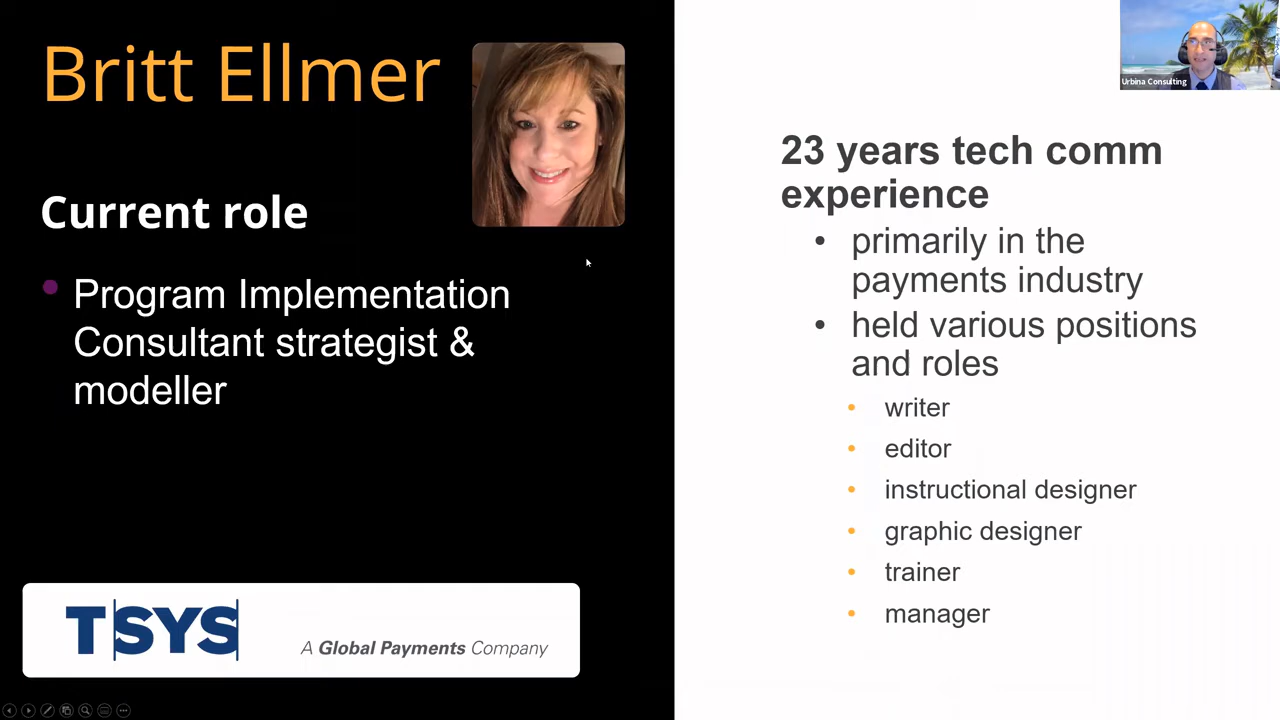 Britt Ellmer
Current role
• Program Implementation
Consultant strategist &
modeller
TSYS
A Global Payments Company
23 years tech comm
experience
• primarily in the
payments industry
• held various positions
and roles
• writer
• editor
• instructional designer
• graphic designer
• trainer
• manager
Urbina Consulting